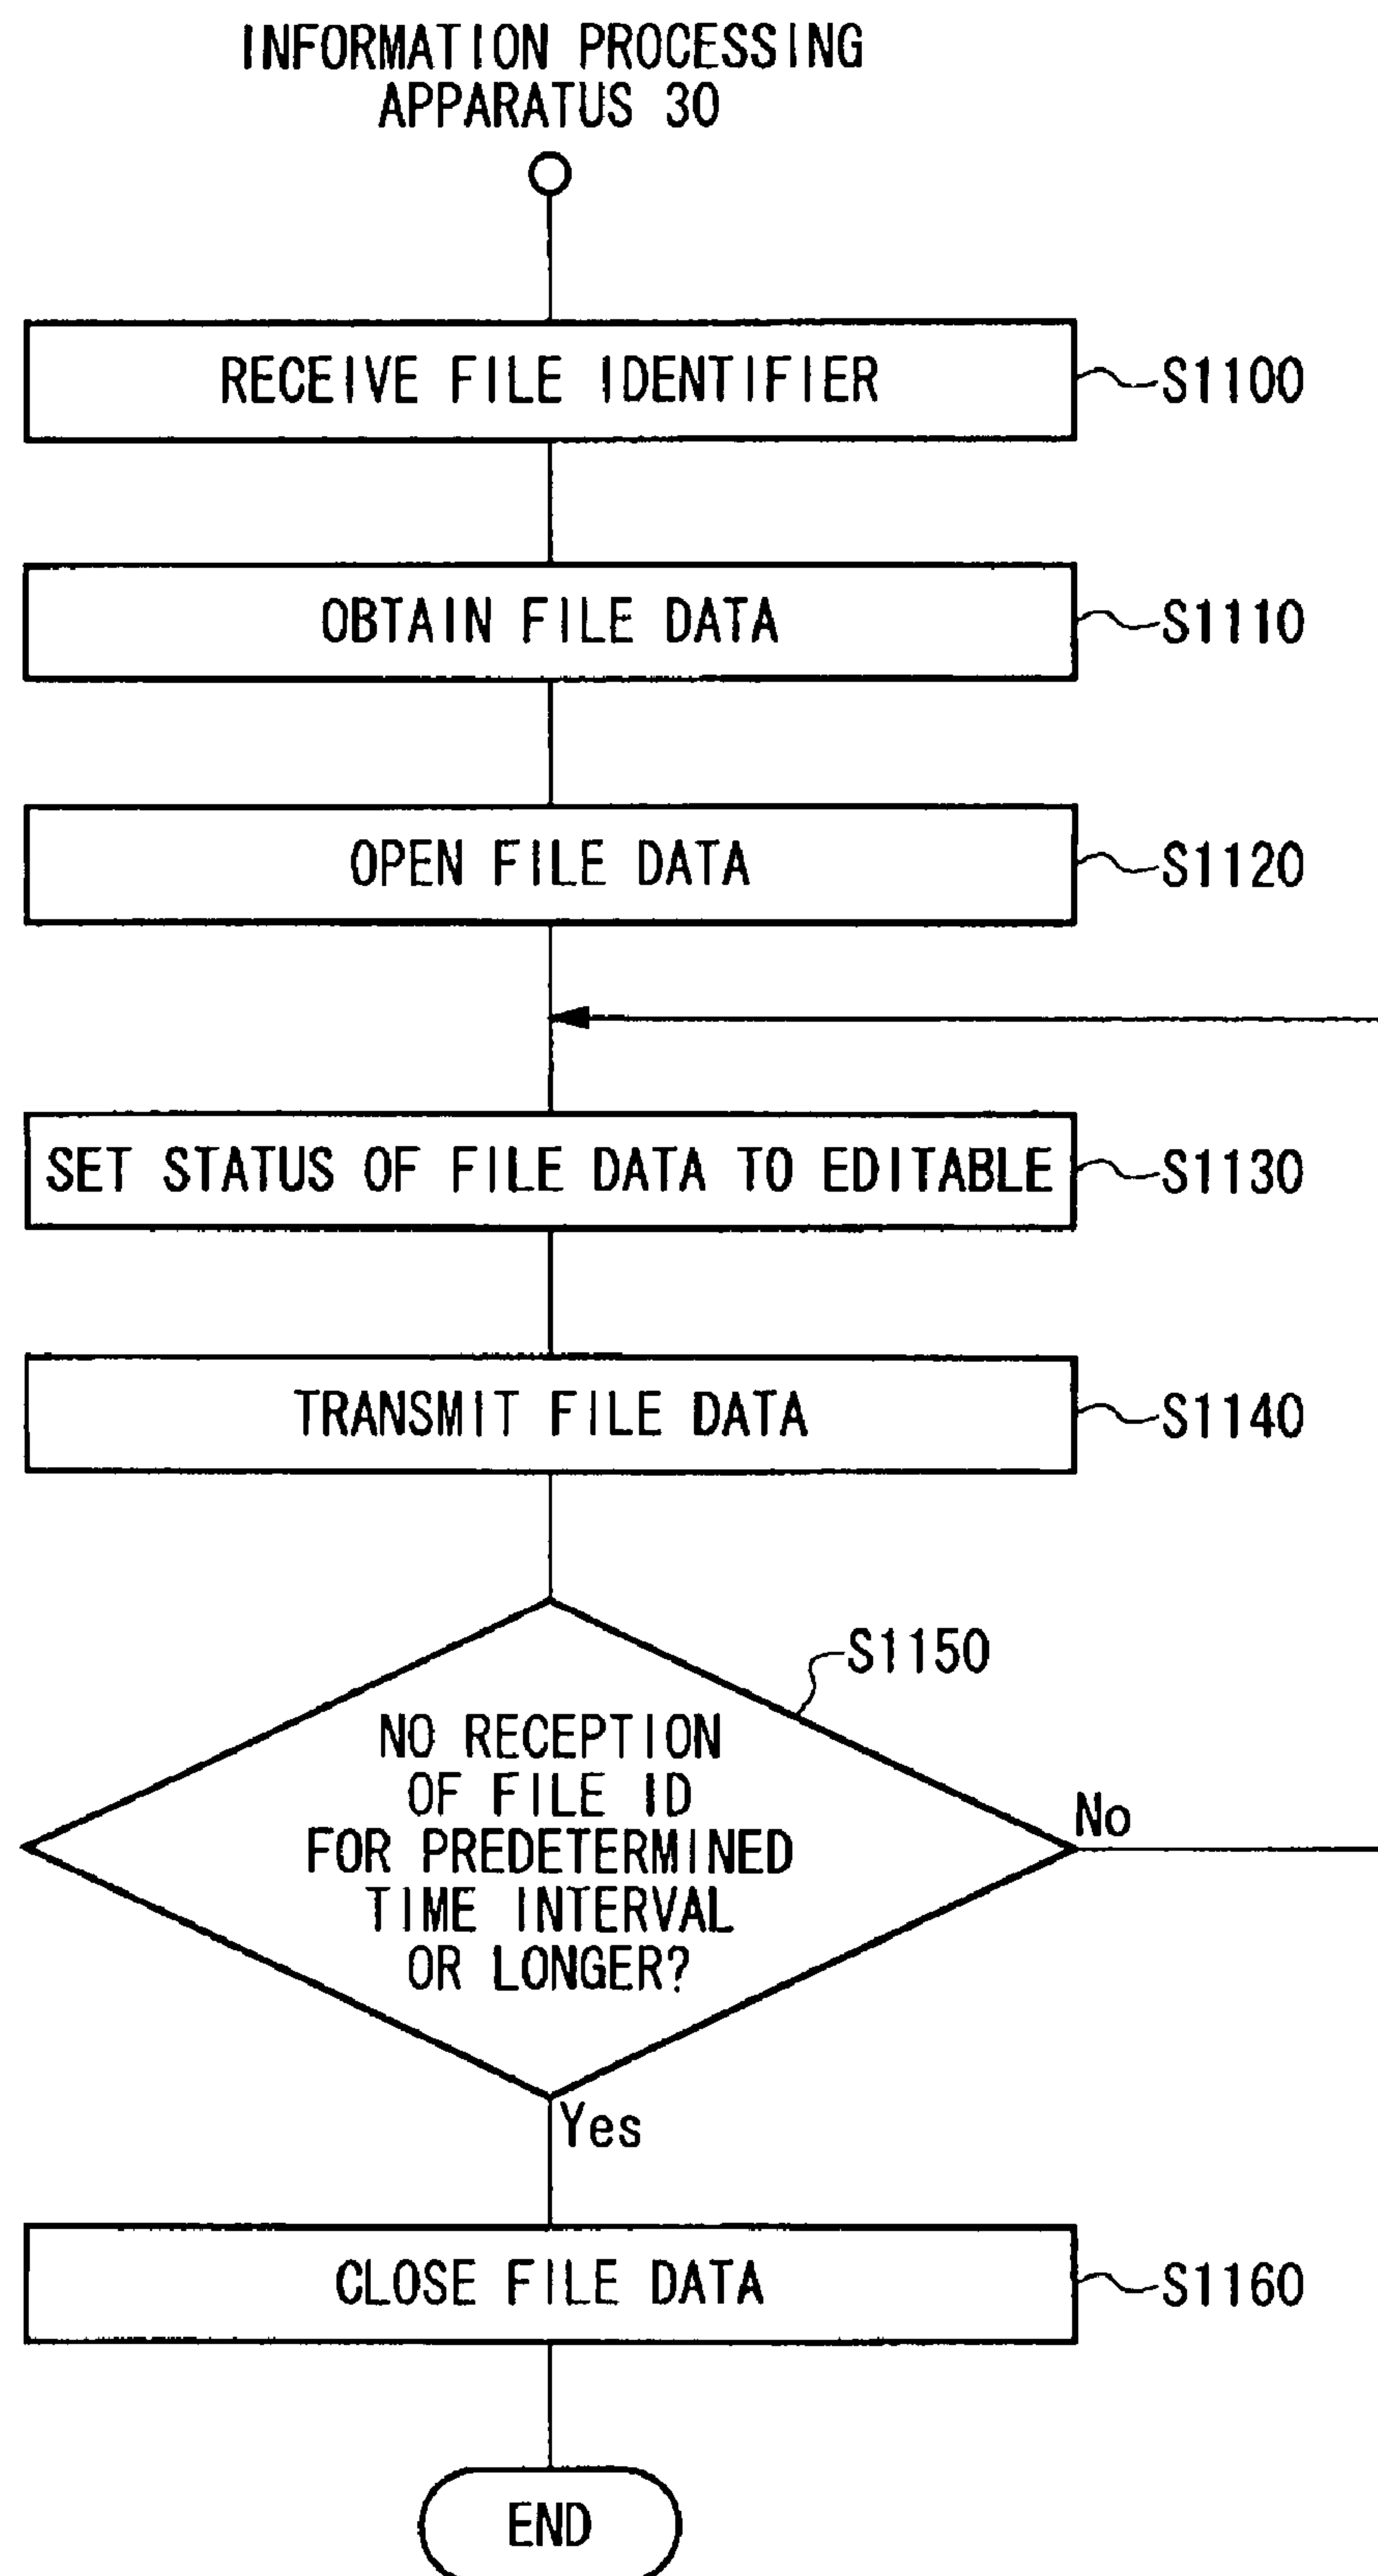 INFORMATION PROCESSING
APPARATUS 30
RECEIVE FILE IDENTIFIER
S1100
OBTAIN FILE DATA
S1110
OPEN FILE DATA
S1120
SET STATUS OF FILE DATA TO EDITABLE
S1130
TRANSMIT FILE DATA
S1140
S1150
NO RECEPTION
OF FILE ID
FOR PREDETERMINED
TIME INTERVAL
OR LONGER?
No
Yes
CLOSE FILE DATA
S1160
END